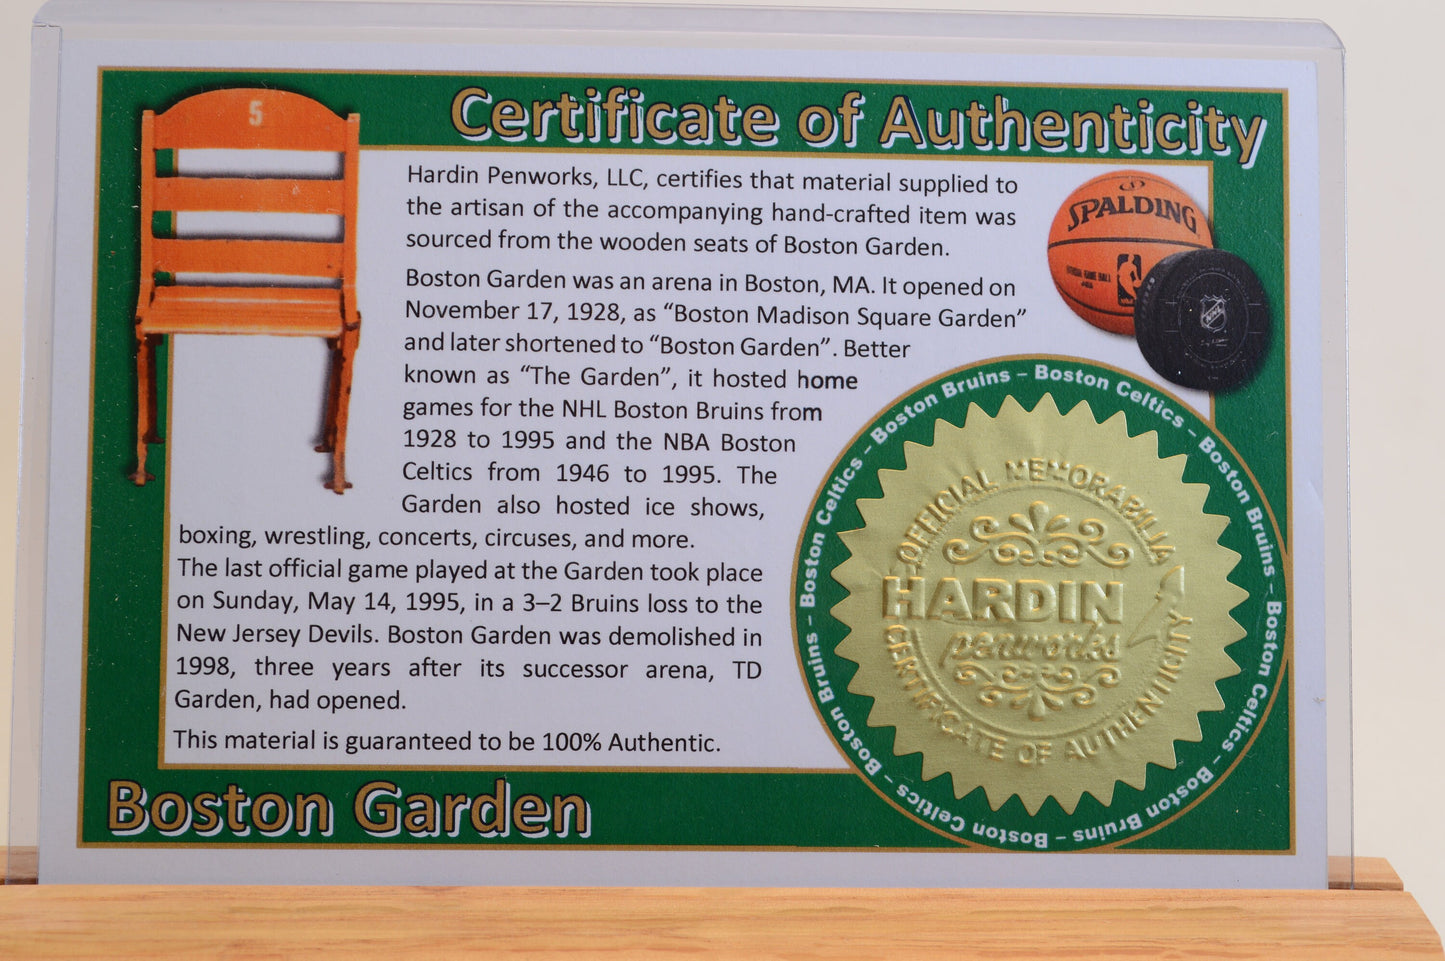 Certificate of Authenticity
5
Hardin Penworks, LLC, certifies that material supplied to
the artisan of the accompanying hand-crafted item was
sourced from the wooden seats of Boston Garden.
Boston Garden was an arena in Boston, MA. It opened on
November 17, 1928, as “Boston Madison Square Garden”
and later shortened to “Boston Garden”. Better
known as “The Garden”, it hosted home
games for the NHL Boston Bruins from
1928 to 1995 and the NBA Boston
Celtics from 1946 to 1995. The
Garden also hosted ice shows,
boxing, wrestling, concerts, circuses, and more.
The last official game played at the Garden took place
on Sunday, May 14, 1995, in a 3–2 Bruins loss to the
New Jersey Devils. Boston Garden was demolished in
1998, three years after its successor arena, TD
Garden, had opened.
This material is guaranteed to be 100% Authentic.
SPALDING
NHL
Boston Bruins – Boston Celtics – Boston Bruins – Boston Celtics – Boston Bruins – Boston Celtics – Boston Bruins – Boston Celtics –
OFFICIAL MEMORABILIA
HARDIN
penworks
CERTIFICATE OF AUTHENTICITY
Boston Garden